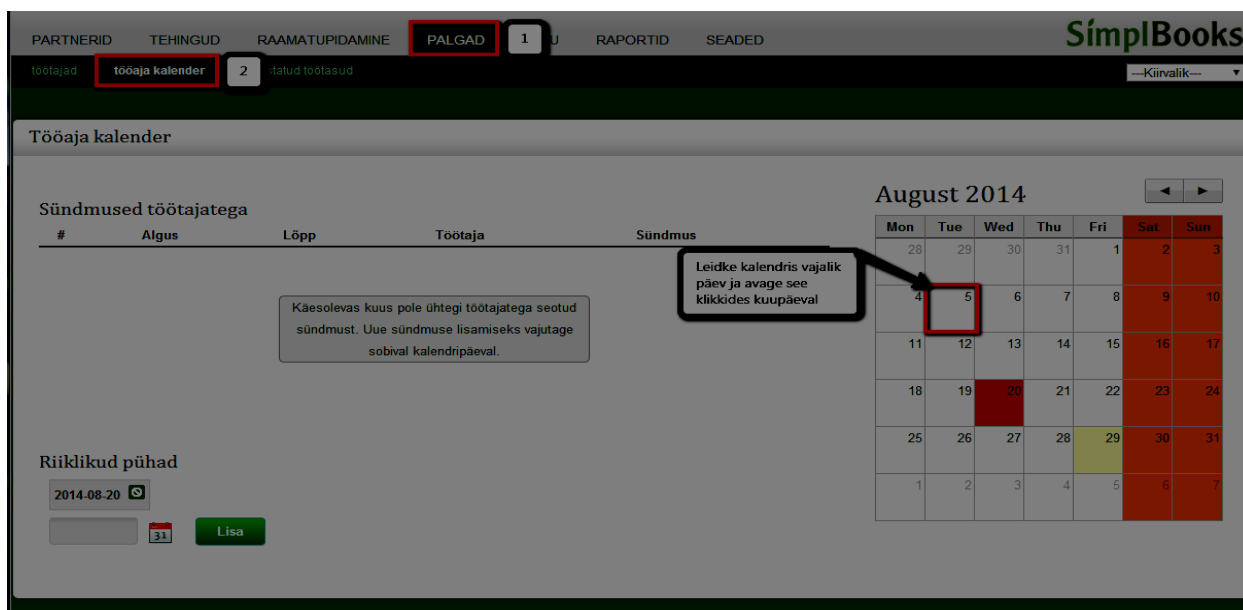 PARTNERID TEHINGUD RAAMATUPIDAMINE PALGAD 1 U RAPORTID SEADED SimplBooks
töötajad tööaja kalender 2 statud töötasud ---Kiirvalik---
Tööaja kalender
August 2014
Sündmused töötajatega
# Algus Lõpp Töötaja Sündmus
Mon Tue Wed Thu Fri Sat Sun
28 29 30 31 1 2 3
Leidke kalendris vajalik
päev ja avage see
klikkides kuupäeval
4 5 6 7 8 9 10
Käesolevas kuus pole ühtegi töötajatega seotud
sündmust. Uue sündmuse lisamiseks vajutage
sobival kalendripäeval.
11 12 13 14 15 16 17
18 19 20 21 22 23 24
25 26 27 28 29 30 31
Riiklikud pühad
1 2 3 4 5 6 7
2014-08-20
31 Lisa